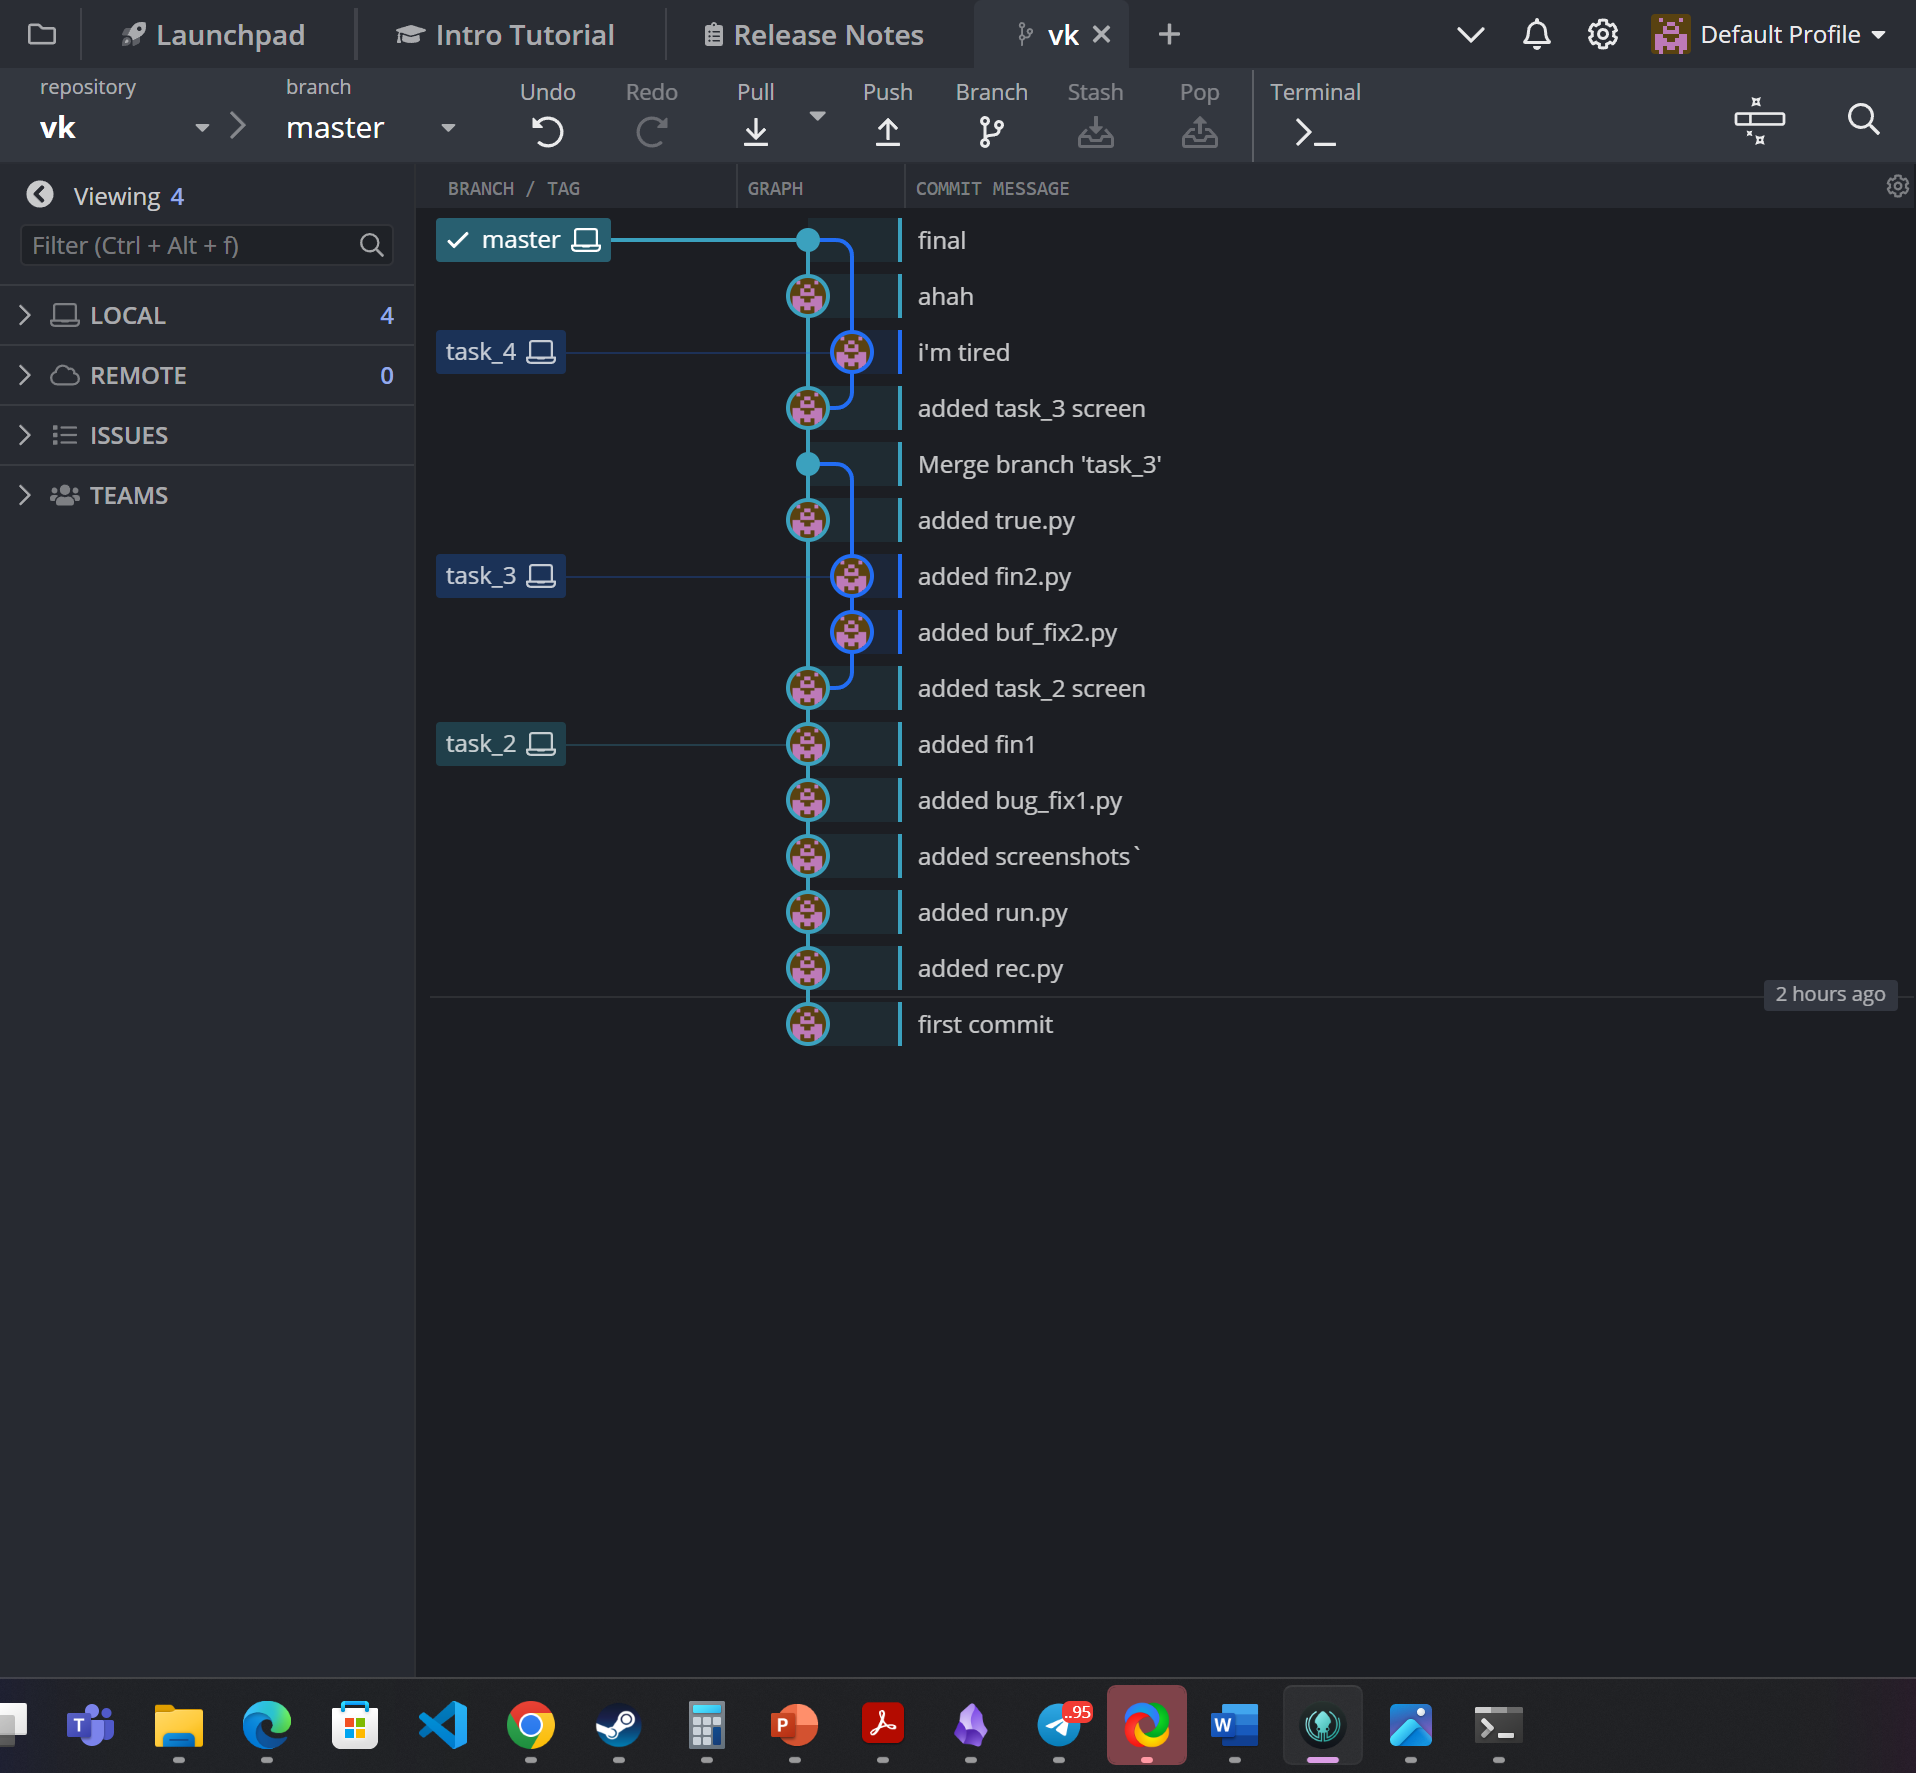 Launchpad
Intro Tutorial
Release Notes
vk
Default Profile
repository
vk
branch
master
Undo
Redo
Pull
Push
Branch
Stash
Pop
Terminal
Viewing 4
Filter (Ctrl + Alt + f)
LOCAL 4
REMOTE 0
ISSUES
TEAMS
BRANCH / TAG
GRAPH
COMMIT MESSAGE
master
final
ahah
task_4
i'm tired
added task_3 screen
Merge branch 'task_3'
added true.py
task_3
added fin2.py
added buf_fix2.py
added task_2 screen
task_2
added fin1
added bug_fix1.py
added screenshots`
added run.py
added rec.py
2 hours ago
first commit
T
P
..95
W